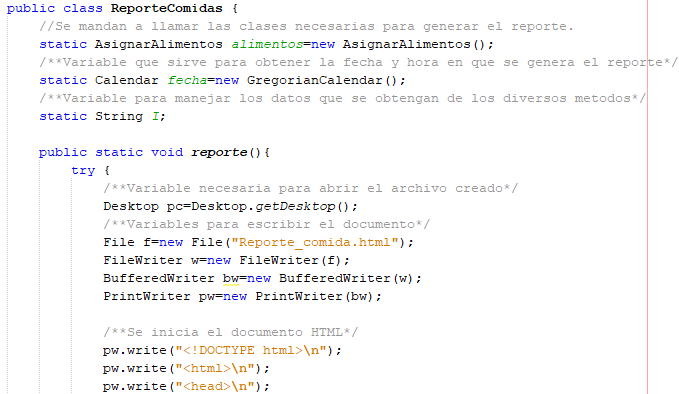 public class ReporteComidas {
//Se mandan a llamar las clases necesarias para generar el reporte.
static AsignarAlimentos alimentos=new AsignarAlimentos();
/**Variable que sirve para obtener la fecha y hora en que se genera el reporte*/
static Calendar fecha=new GregorianCalendar();
/**Variable para manejar los datos que se obtengan de los diversos metodos*/
static String I;
public static void reporte(){
try {
/**Variable necesaria para abrir el archivo creado*/
Desktop pc=Desktop.getDesktop();
/**Variables para escribir el documento*/
File f=new File("Reporte_comida.html");
FileWriter w=new FileWriter(f);
BufferedWriter bw=new BufferedWriter(w);
PrintWriter pw=new PrintWriter(bw);
/**Se inicia el documento HTML*/
pw.write("<!DOCTYPE html>\n");
pw.write("<html>\n");
pw.write("<head>\n");